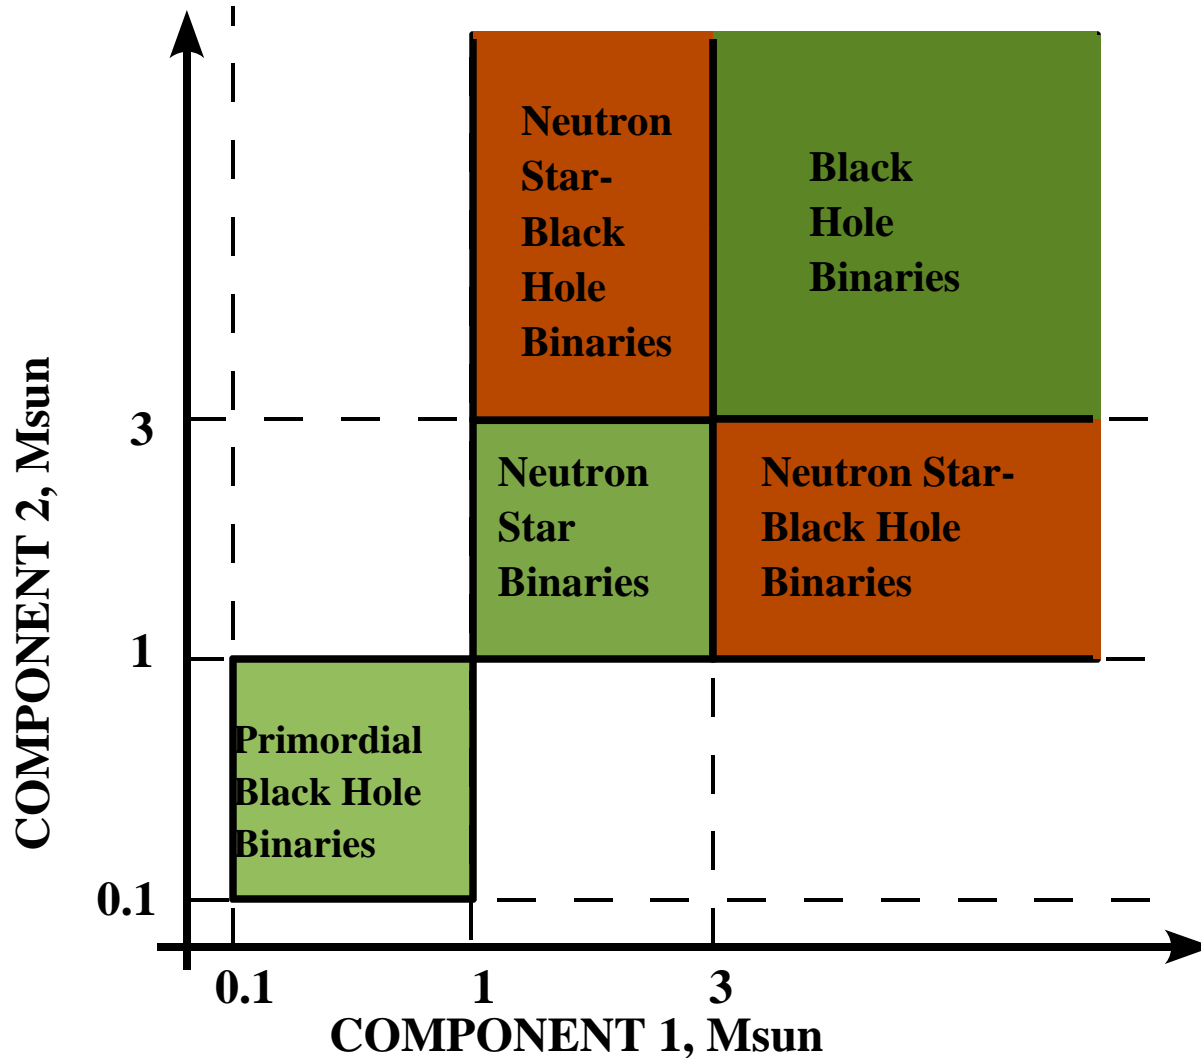 Neutron
Star-
Black
Hole
Binaries
Black
Hole
Binaries
COMPONENT 2, Msun
3
Neutron
Star
Binaries
Neutron Star-
Black Hole
Binaries
1
Primordial
Black Hole
Binaries
0.1
0.1
1
3
COMPONENT 1, Msun